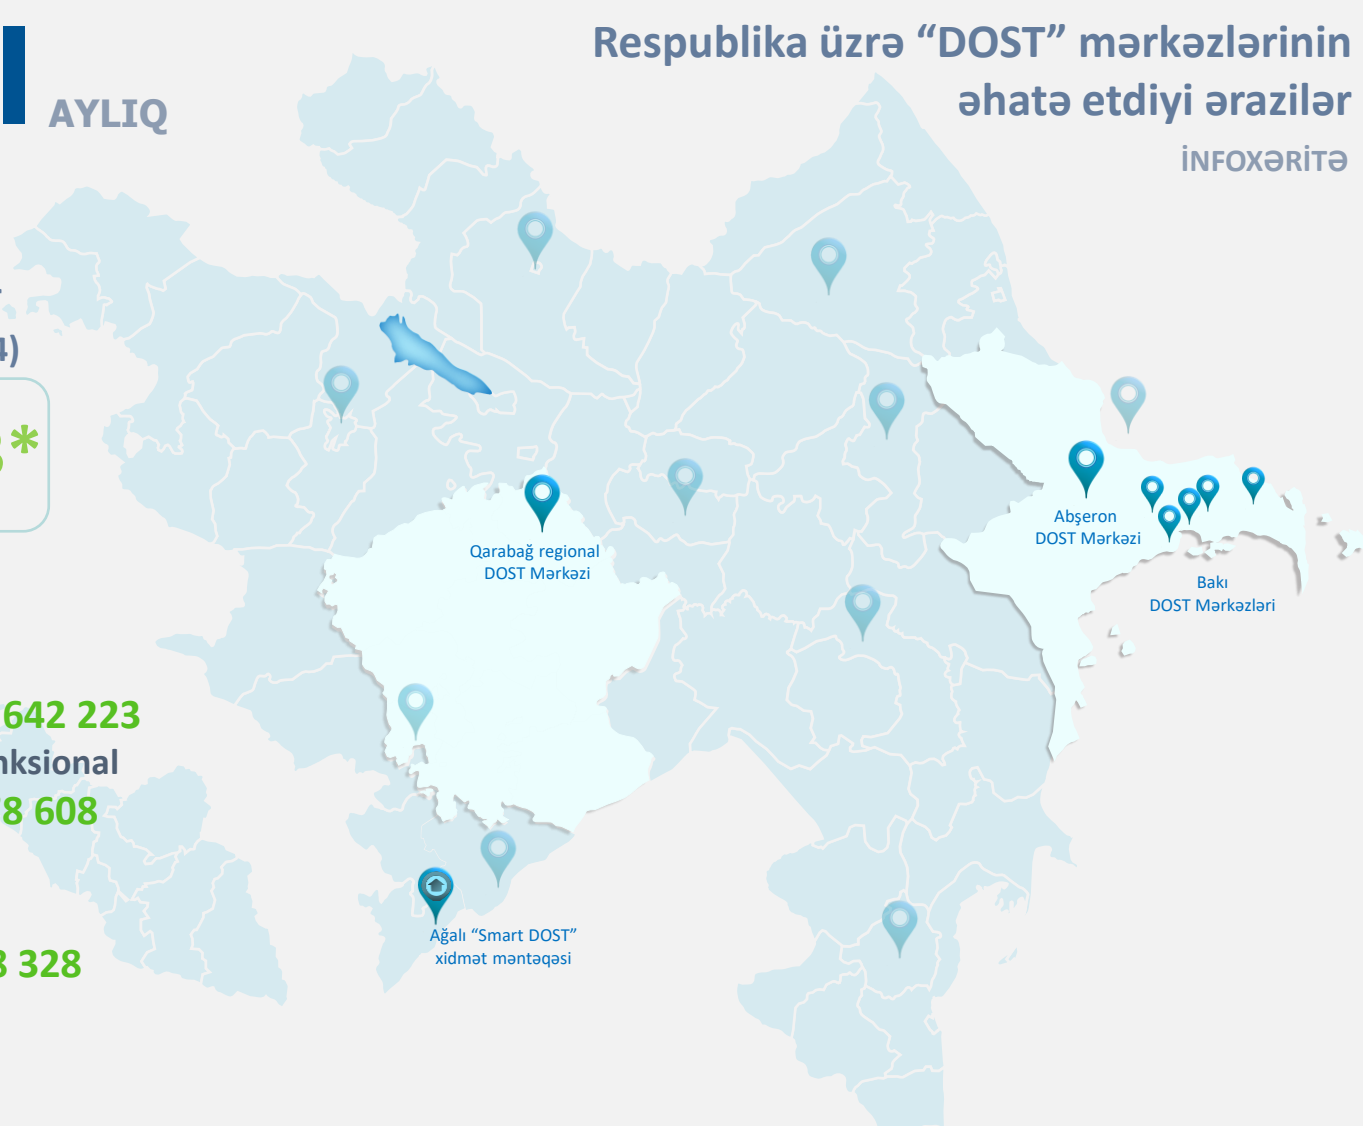 Respublika üzrə “DOST” mərkəzlərinin
əhatə etdiyi ərazilər
İNFOXƏRİTƏ
AYLIQ
4)
*
642 223
nksional
8 608
328
Abşeron
DOST Mərkəzi
Bakı
DOST Mərkəzləri
Qarabağ regional
DOST Mərkəzi
Ağalı “Smart DOST”
xidmət məntəqəsi